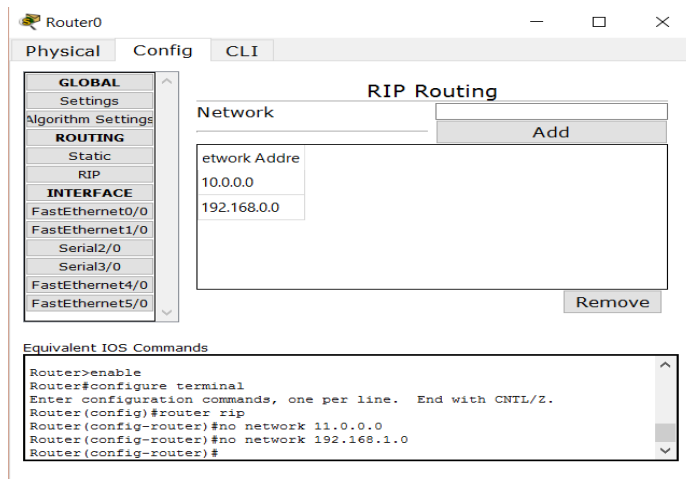 Router0
Physical Config CLI
GLOBAL
Settings
Algorithm Settings
ROUTING
Static
RIP
INTERFACE
FastEthernet0/0
FastEthernet1/0
Serial2/0
Serial3/0
FastEthernet4/0
FastEthernet5/0
RIP Routing
Network
Add
etwork Addre
10.0.0.0
192.168.0.0
Remove
Equivalent IOS Commands
Router>enable
Router#configure terminal
Enter configuration commands, one per line. End with CNTL/Z.
Router(config)#router rip
Router(config-router)#no network 11.0.0.0
Router(config-router)#no network 192.168.1.0
Router(config-router)#